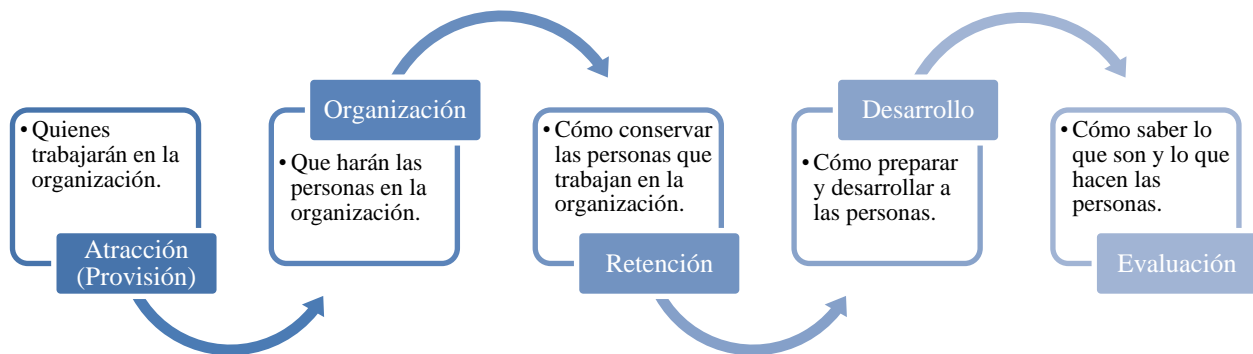 • Quienes
trabajarán en la
organización.
Atracción
(Provisión)
Organización
• Que harán las
personas en la
organización.
• Cómo conservar
las personas que
trabajan en la
organización.
Retención
Desarrollo
• Cómo preparar
y desarrollar a
las personas.
• Cómo saber lo
que son y lo que
hacen las
personas.
Evaluación